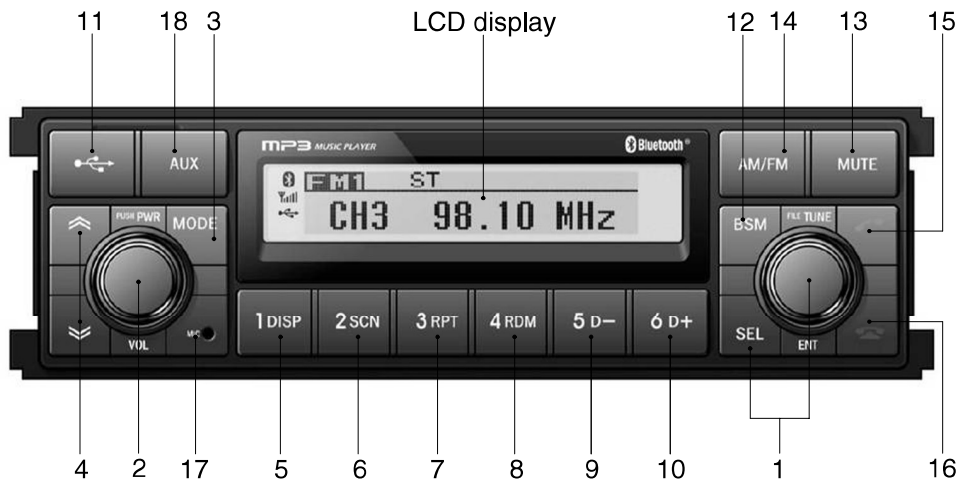 11 18 3 LCD display 12 14 13 15
MP3 MUSIC PLAYER Bluetooth®
AUX AM/FM MUTE
FM1 ST
CH3 98.10 MHz
PUSH PWR MODE BSM FILE TUNE
1 DISP 2 SCN 3 RPT 4 RDM 5 D− 6 D+
MIC SEL
VOL ENT
4 2 17 5 6 7 8 9 10 1 16